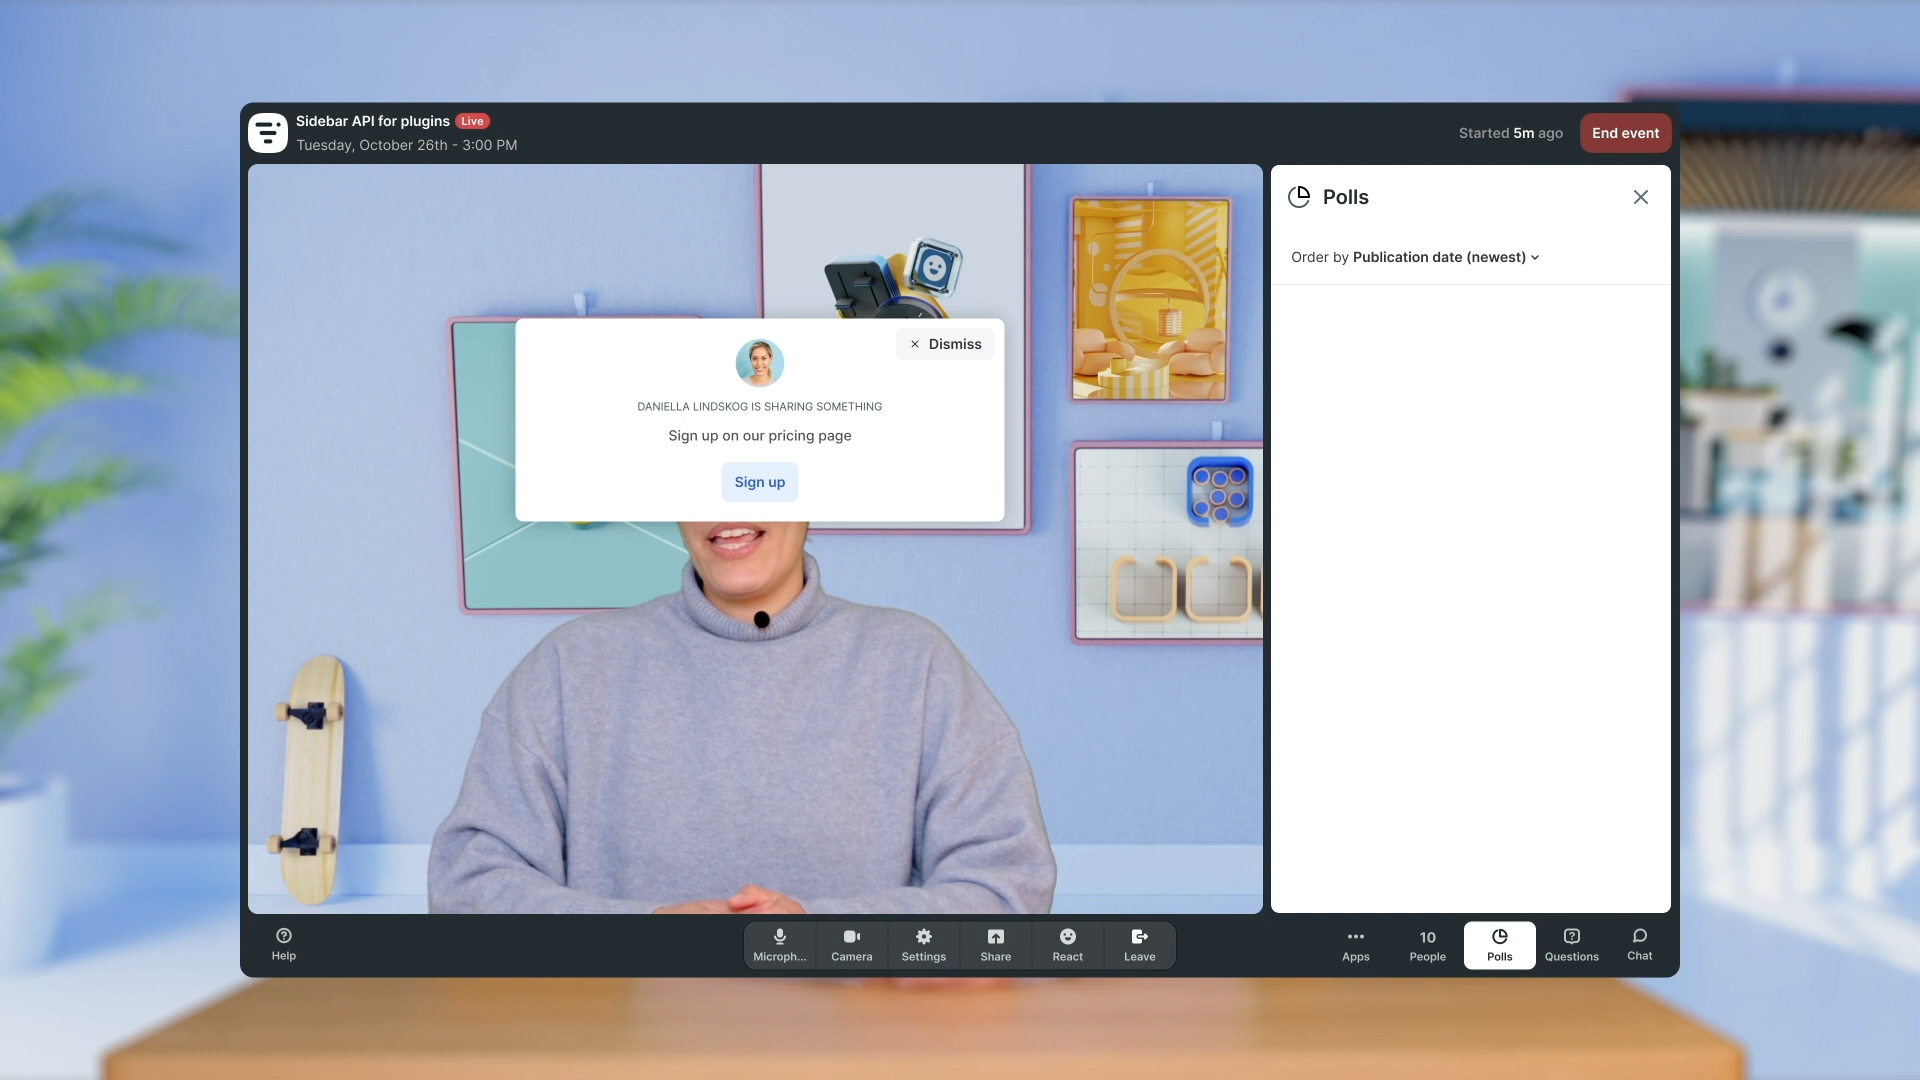 Sidebar API for plugins Live
Tuesday, October 26th - 3:00 PM
Started 5m ago
End event
Polls
Order by Publication date (newest)
Dismiss
DANIELLA LINDSKOG IS SHARING SOMETHING
Sign up on our pricing page
Sign up
Help
Microph...
Camera
Settings
Share
React
Leave
Apps
10
People
Polls
Questions
Chat